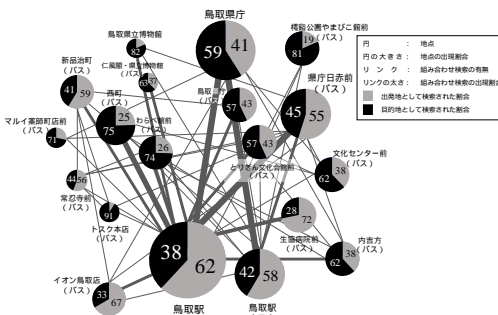 鳥取県立博物館
(バス)
82
仁風閣・県立博物館
(バス)
63
37
新品治町
(バス)
41
59
西町
(バス)
25
75
わらべ館前
(バス)
26
74
マルイ薬師町店前
(バス)
71
44
56
常忍寺前
(バス)
91
トスク本店
(バス)
イオン鳥取店
(バス)
33
67
鳥取県庁
59
41
57
43
57
43
とりぎん文化会館前
(バス)
樗谿公園やまびこ館前
(バス)
19
81
県庁日赤前
(バス)
45
55
文化センター前
(バス)
62
38
28
72
生協病院前
(バス)
内吉方
(バス)
38
62
38
62
鳥取駅
42
58
鳥取駅
円 : 地点
円の大きさ : 地点の出現割合
リンク : 組み合わせ検索の有無
リンクの太さ : 組み合わせ検索の出現割合
出発地として検索された割合
目的地として検索された割合